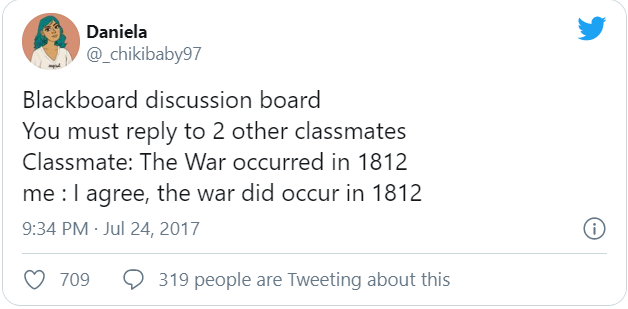 Daniela
@_chikibaby97
Blackboard discussion board
You must reply to 2 other classmates
Classmate: The War occurred in 1812
me : I agree, the war did occur in 1812
9:34 PM · Jul 24, 2017
709 319 people are Tweeting about this